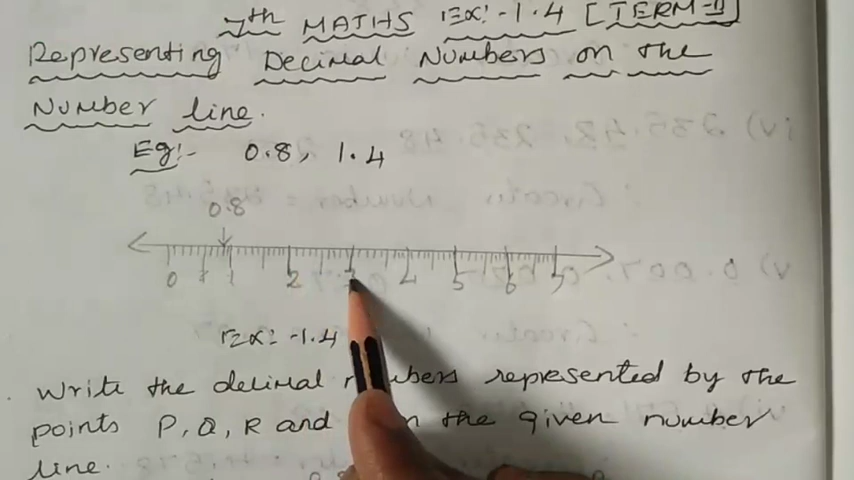 7th MATHS Ex:-1.4 [TERM-II]
Representing Decimal Numbers on the
Number line.
Eg:- 0.8, 1.4
0.8
0 1 2 3 4 5 6 7
Ex:-1.4
Write the decimal numbers represented by the
points P, Q, R and on the given number
line.